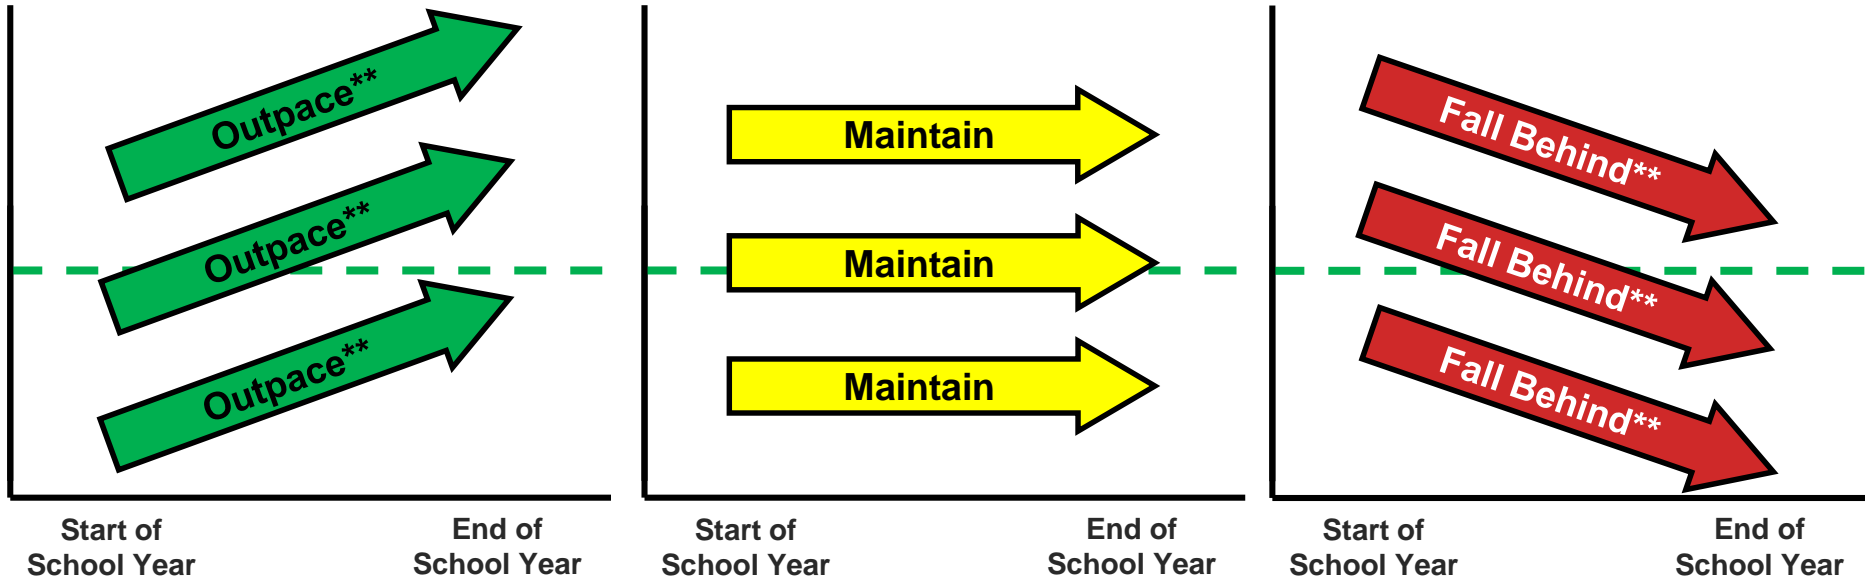 Outpace**
Outpace**
Outpace**
Start of
School Year
End of
School Year
Maintain
Maintain
Maintain
Start of
School Year
End of
School Year
Fall Behind**
Fall Behind**
Fall Behind**
Start of
School Year
End of
School Year